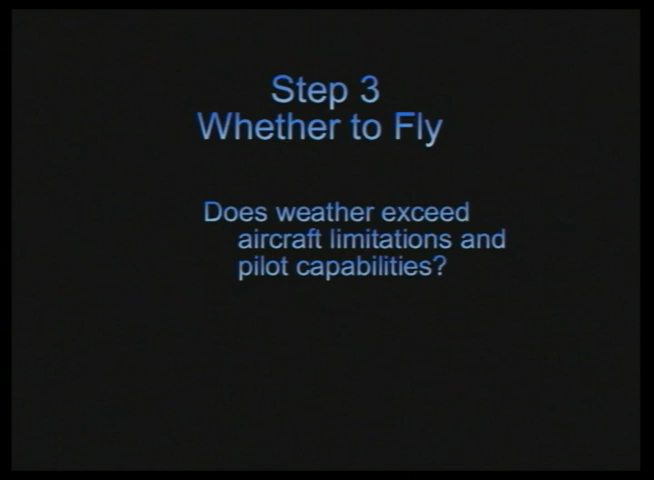 Step 3
Whether to Fly
Does weather exceed
aircraft limitations and
pilot capabilities?